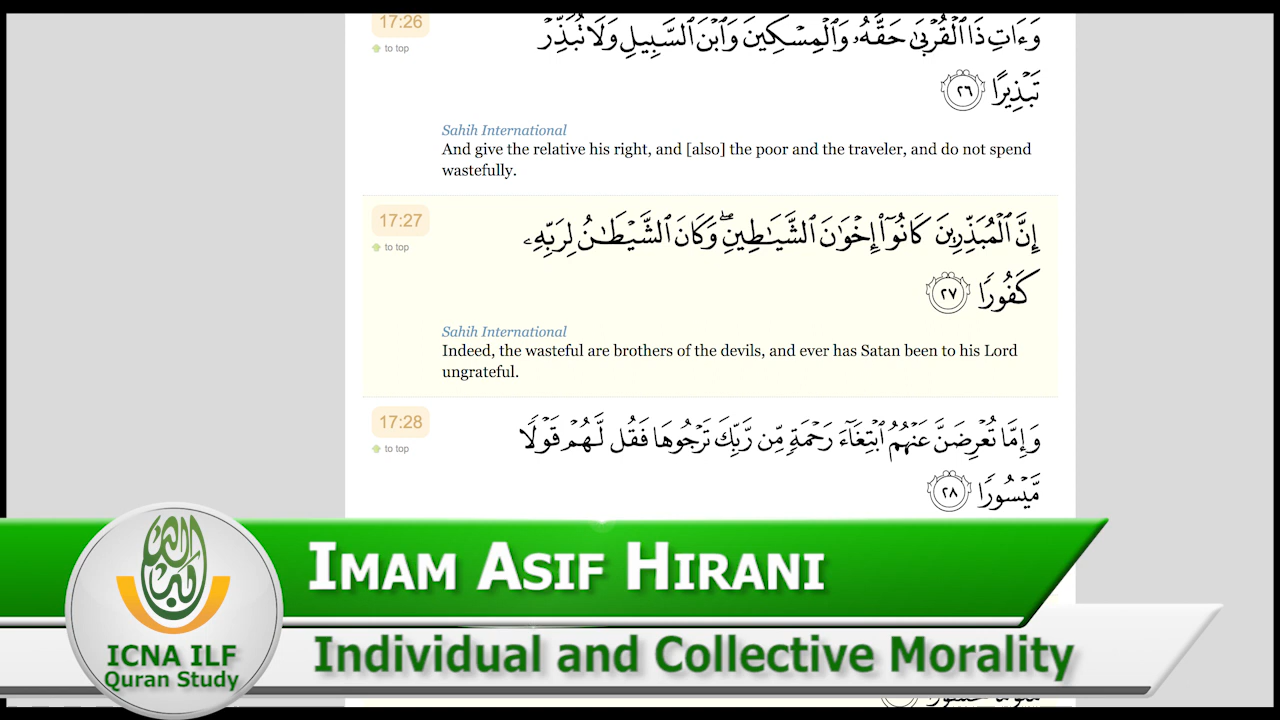 17:26
to top
وَءَاتِ ذَا ٱلْقُرْبَىٰ حَقَّهُۥ وَٱلْمِسْكِينَ وَٱبْنَ ٱلسَّبِيلِ وَلَا تُبَذِّرْ
تَبْذِيرًا ٢٦
Sahih International
And give the relative his right, and [also] the poor and the traveler, and do not spend
wastefully.
17:27
to top
إِنَّ ٱلْمُبَذِّرِينَ كَانُوٓا۟ إِخْوَٰنَ ٱلشَّيَـٰطِينِ ۖ وَكَانَ ٱلشَّيْطَـٰنُ لِرَبِّهِۦ
كَفُورًا ٢٧
Sahih International
Indeed, the wasteful are brothers of the devils, and ever has Satan been to his Lord
ungrateful.
17:28
to top
وَإِمَّا تُعْرِضَنَّ عَنْهُمُ ٱبْتِغَآءَ رَحْمَةٍ مِّن رَّبِّكَ تَرْجُوهَا فَقُل لَّهُمْ قَوْلًا
مَّيْسُورًا ٢٨
IMAM ASIF HIRANI
Individual and Collective Morality
ICNA ILF
Quran Study